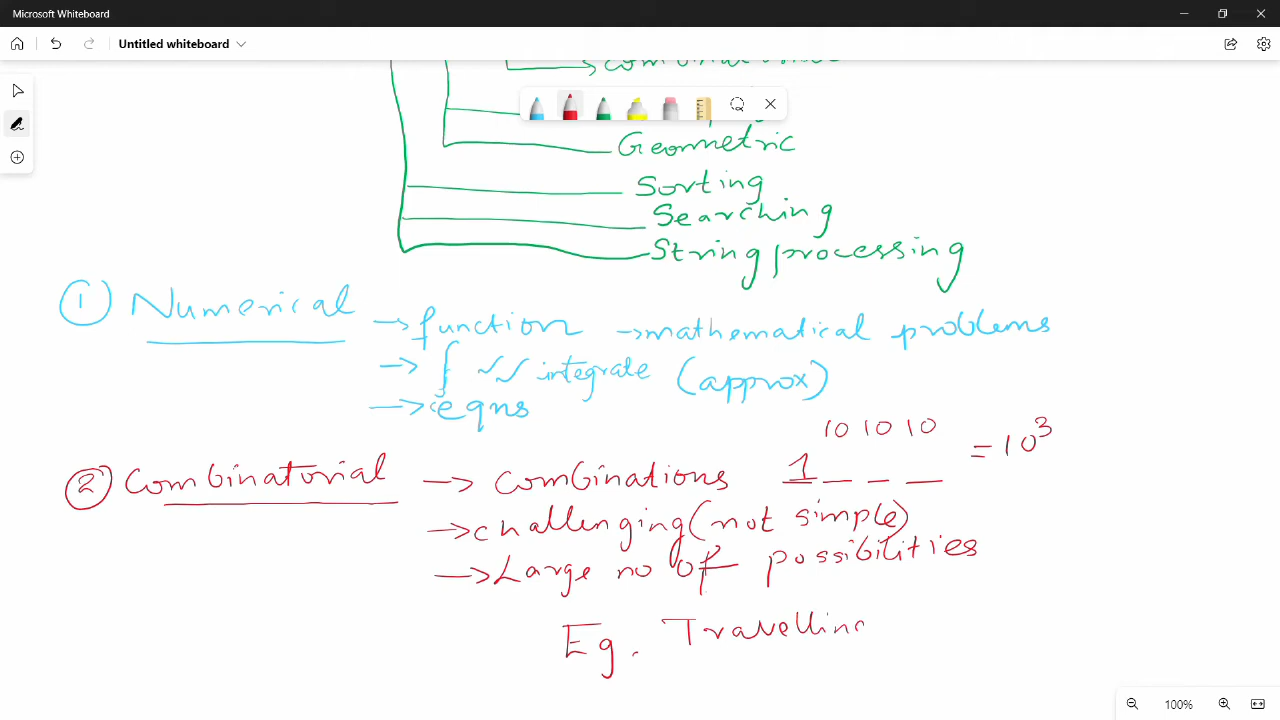 Microsoft Whiteboard
Untitled whiteboard
Geometric
Sorting
Searching
String processing
① Numerical
→ function → mathematical problems
→ ∫ ✓✓ integrate (approx)
→ eqns
10 10 10
② Combinatorial → combinations 1 _ _ _ = 10³
→ challenging (not simple)
→ Large no of possibilities
Eg. Travelling
100%